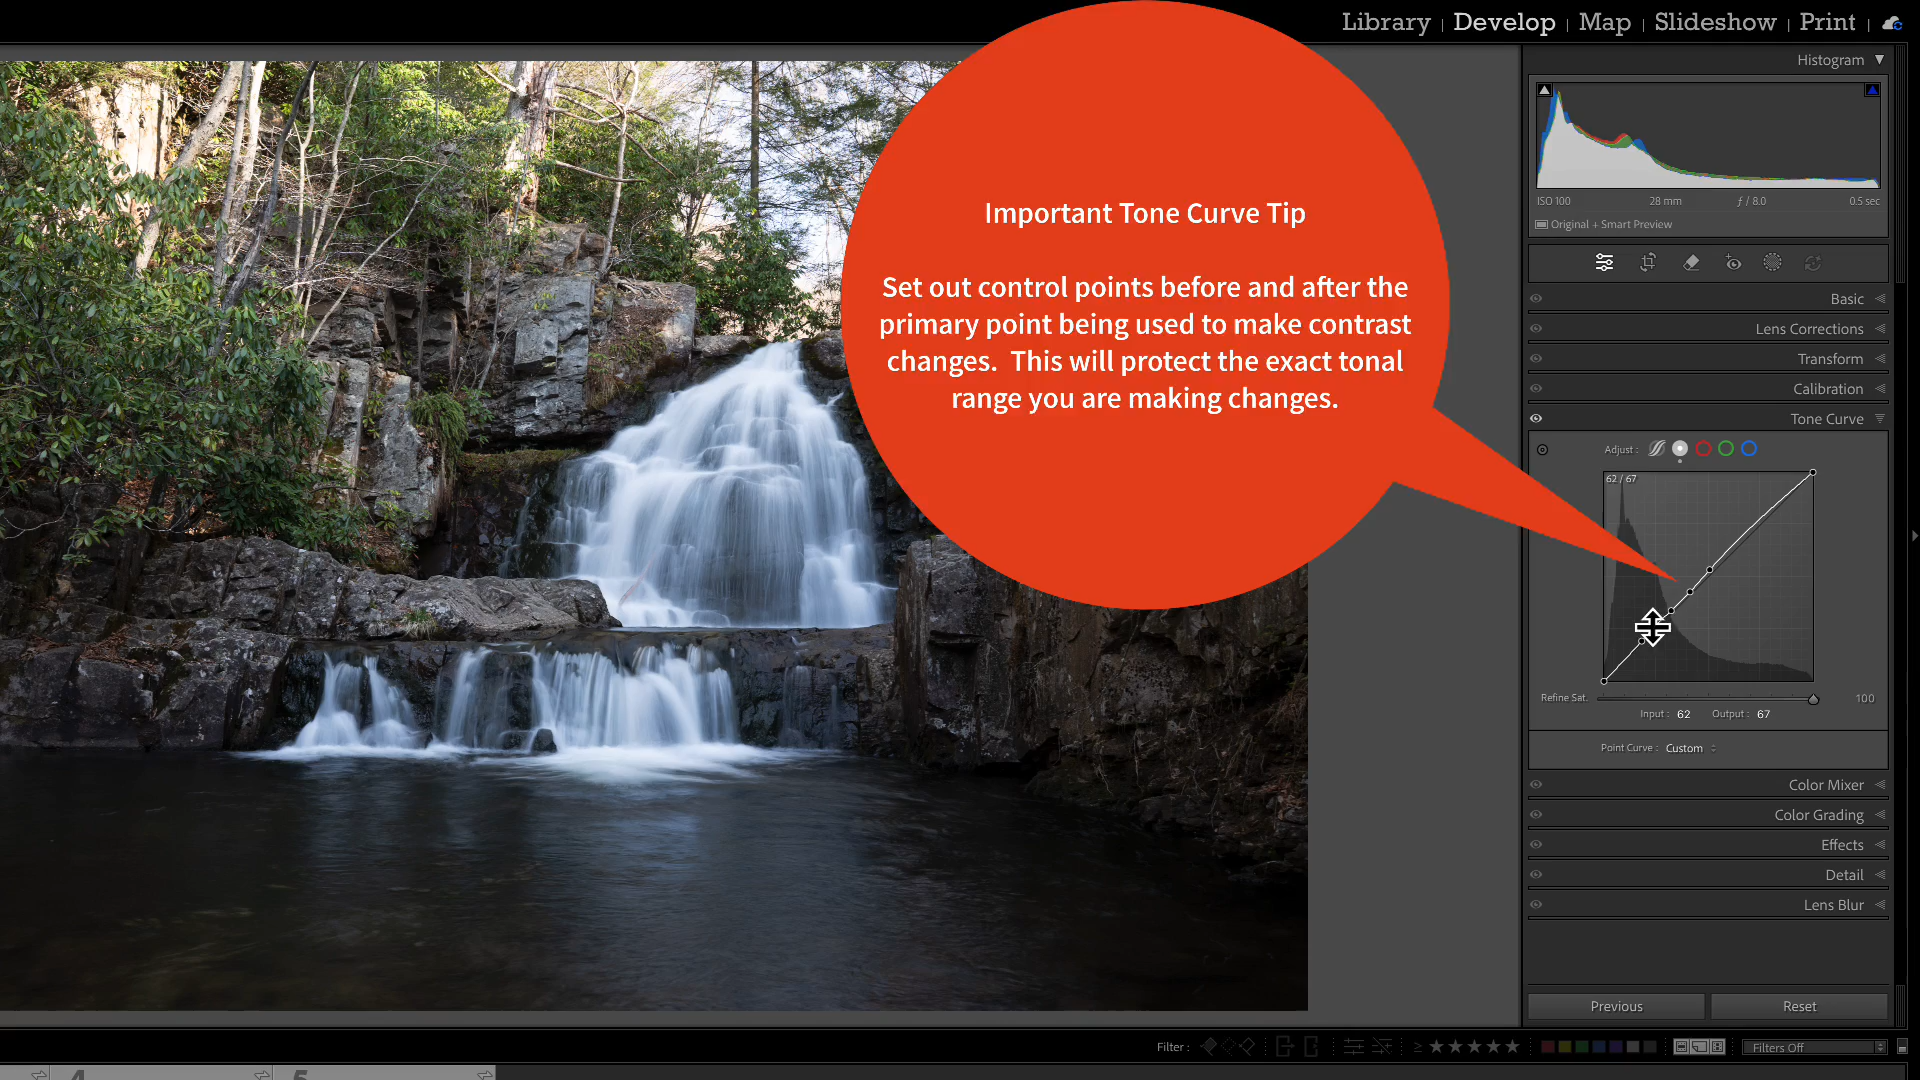 Library | Develop | Map | Slideshow | Print
Histogram
ISO 100 28 mm ƒ / 8.0 0.5 sec
Original + Smart Preview
Important Tone Curve Tip
Set out control points before and after the
primary point being used to make contrast
changes. This will protect the exact tonal
range you are making changes.
Basic
Lens Corrections
Transform
Calibration
Tone Curve
Adjust :
62 / 67
Refine Sat. 100
Input : 62 Output : 67
Point Curve : Custom
Color Mixer
Color Grading
Effects
Detail
Lens Blur
Previous Reset
Filter : ≥ ★★★★★ Filters Off
4 5